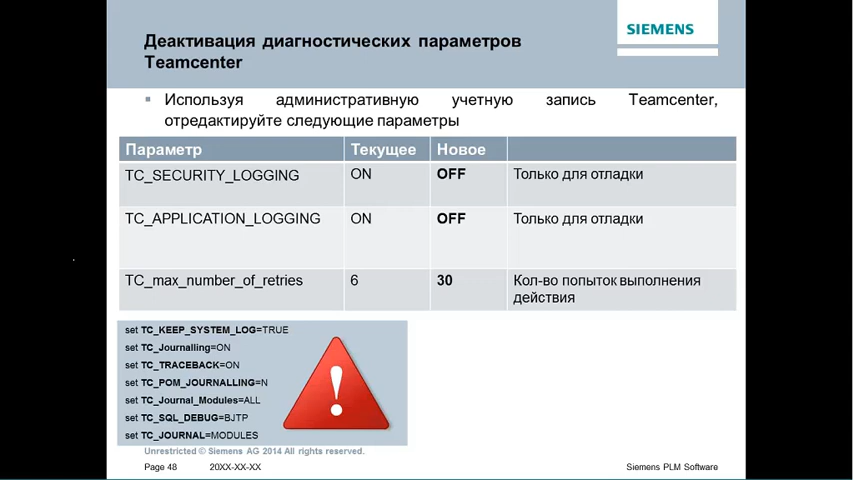 Деактивация диагностических параметров
Teamcenter
SIEMENS
Используя административную учетную запись Teamcenter,
отредактируйте следующие параметры
Параметр Текущее Новое
TC_SECURITY_LOGGING ON OFF Только для отладки
TC_APPLICATION_LOGGING ON OFF Только для отладки
TC_max_number_of_retries 6 30 Кол-во попыток выполнения
действия
set TC_KEEP_SYSTEM_LOG=TRUE
set TC_Journalling=ON
set TC_TRACEBACK=ON
set TC_POM_JOURNALLING=N
set TC_Journal_Modules=ALL
set TC_SQL_DEBUG=BJTP
set TC_JOURNAL=MODULES
Unrestricted © Siemens AG 2014 All rights reserved.
Page 48 20XX-XX-XX Siemens PLM Software